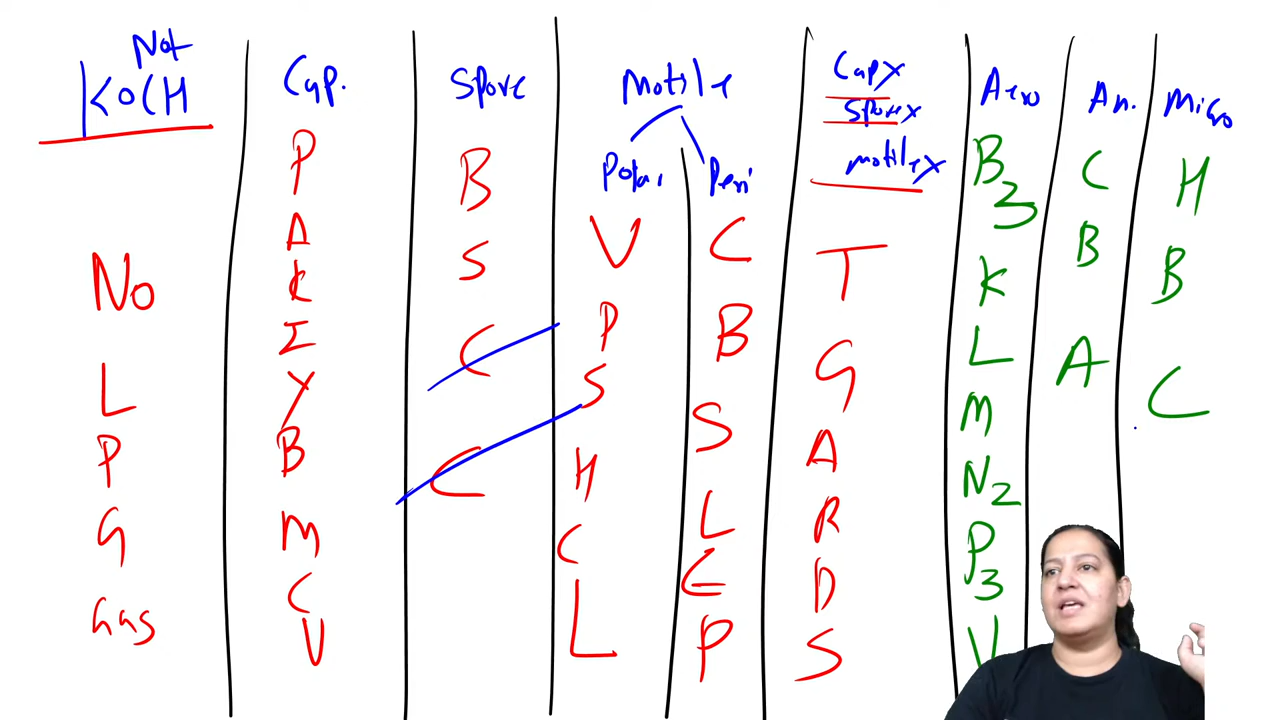 Not
KOCH
No
L
P
G
Gas
Cap.
P
A
K
I
Y
B
M
C
V
Spore
B
S
C
C
Motile
Polar
V
P
S
H
C
L
Peri
C
B
S
L
E
P
Cap x
Spore x
motile x
T
G
A
R
D
S
Aero
B3
K
L
M
N2
P3
V
An.
C
B
A
Micro
H
B
C